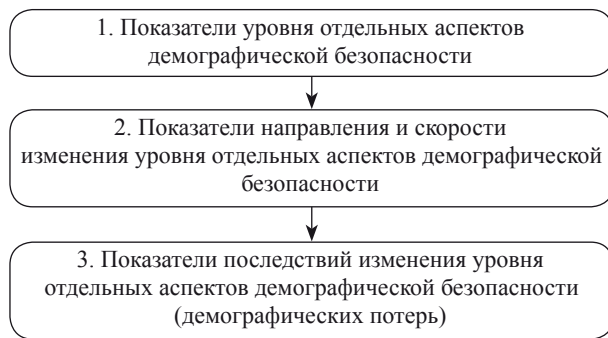 1. Показатели уровня отдельных аспектов
демографической безопасности
2. Показатели направления и скорости
изменения уровня отдельных аспектов демографической
безопасности
3. Показатели последствий изменения уровня
отдельных аспектов демографической безопасности
(демографических потерь)